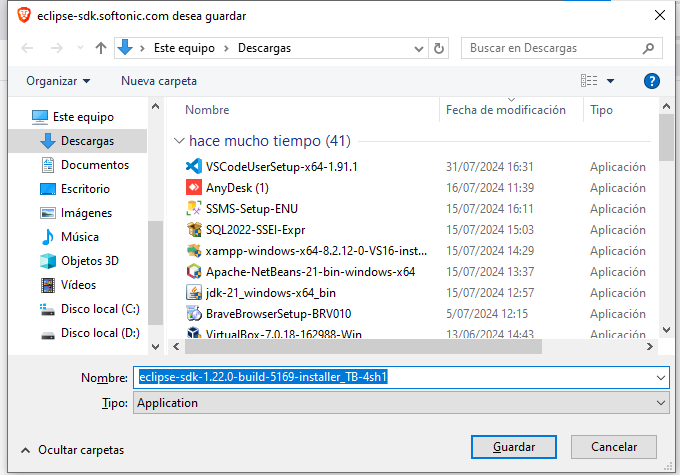 eclipse-sdk.softonic.com desea guardar
Este equipo > Descargas
Buscar en Descargas
Organizar
Nueva carpeta
Este equipo
Descargas
Documentos
Escritorio
Imágenes
Música
Objetos 3D
Vídeos
Disco local (C:)
Disco local (D:)
Nombre Fecha de modificación Tipo
hace mucho tiempo (41)
VSCodeUserSetup-x64-1.91.1 31/07/2024 16:31 Aplicación
AnyDesk (1) 16/07/2024 11:39 Aplicación
SSMS-Setup-ENU 15/07/2024 16:11 Aplicación
SQL2022-SSEI-Expr 15/07/2024 15:03 Aplicación
xampp-windows-x64-8.2.12-0-VS16-inst... 15/07/2024 14:29 Aplicación
Apache-NetBeans-21-bin-windows-x64 15/07/2024 13:37 Aplicación
jdk-21_windows-x64_bin 15/07/2024 12:57 Aplicación
BraveBrowserSetup-BRV010 5/07/2024 12:15 Aplicación
VirtualBox-7.0.18-162988-Win 13/06/2024 14:43 Aplicación
Nombre: eclipse-sdk-1.22.0-build-5169-installer_TB-4sh1
Tipo: Application
Ocultar carpetas
Guardar
Cancelar